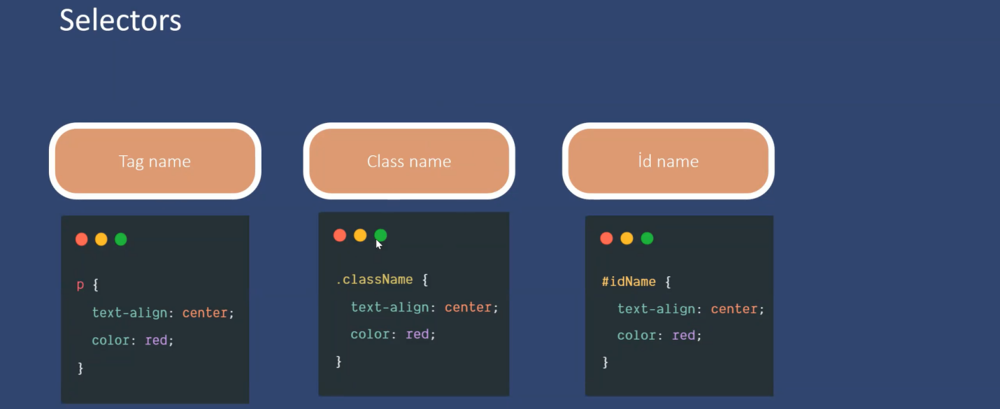 Selectors
Tag name
Class name
İd name
p {
text-align: center;
color: red;
}
.className {
text-align: center;
color: red;
}
#idName {
text-align: center;
color: red;
}